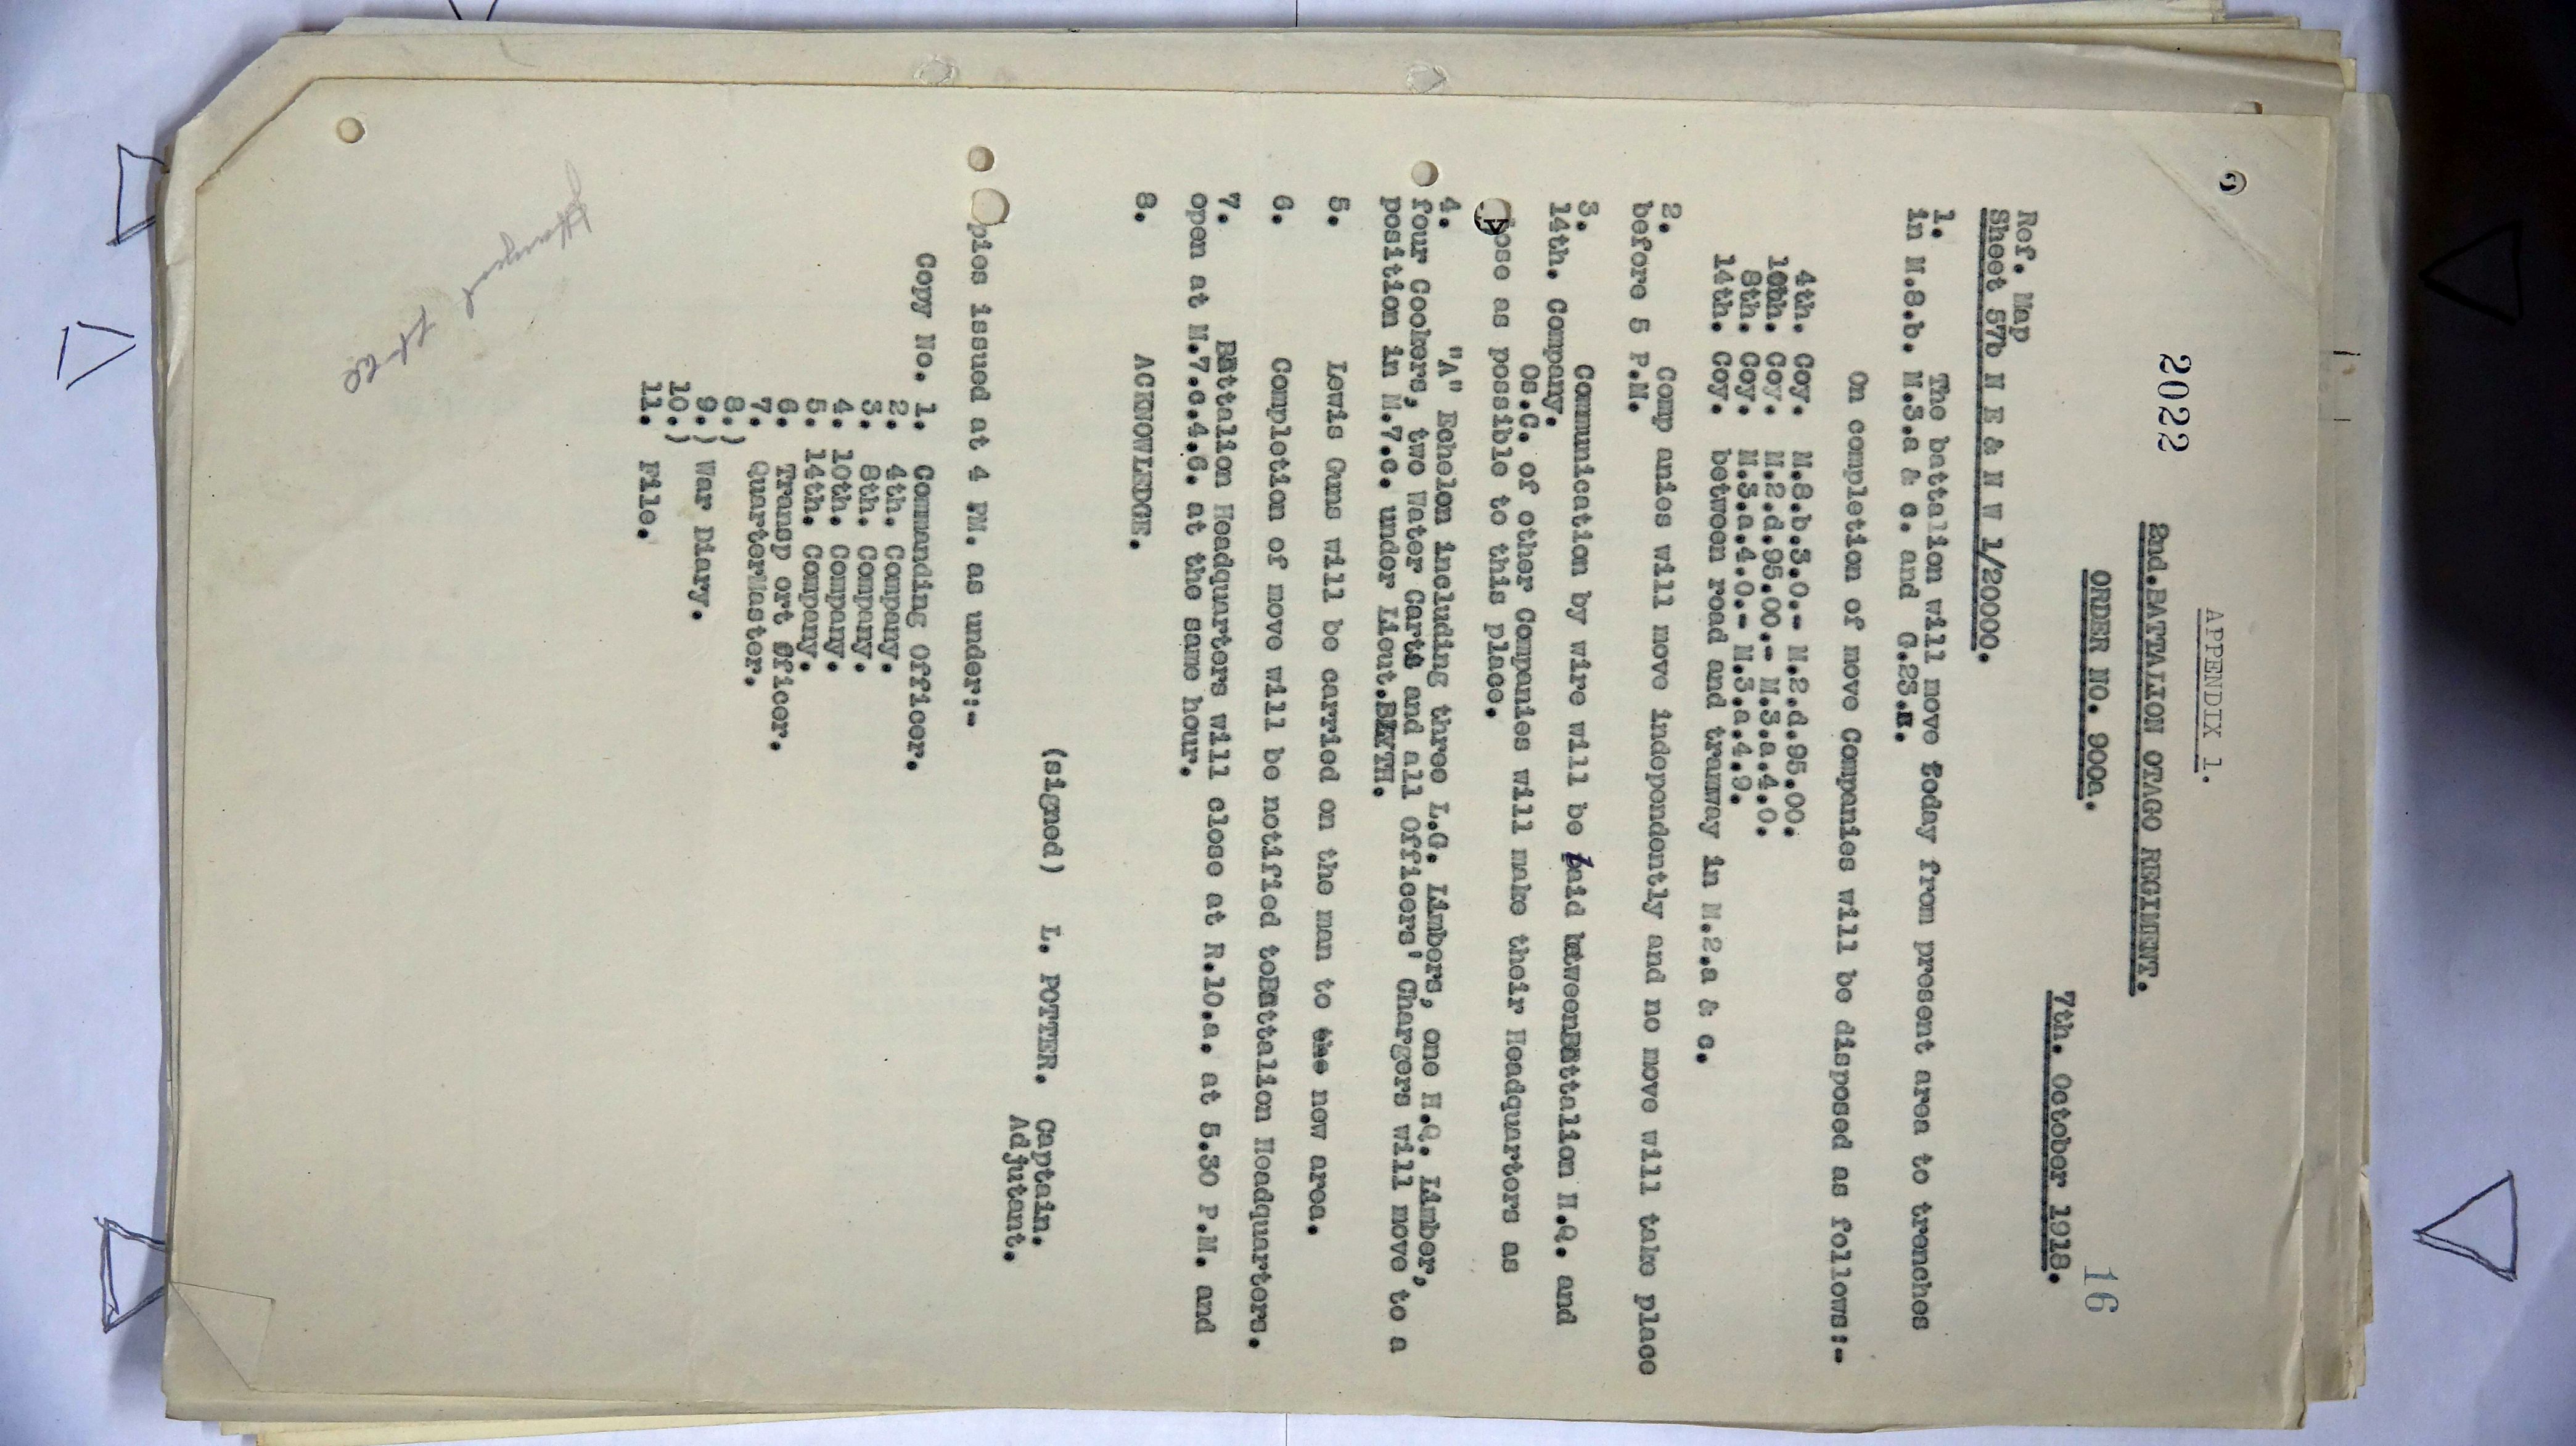 APPENDIX 1.
2022
2nd.BATTALION OTAGO REGIMENT.
16
ORDER NO. 900a.
7th. October 1918.
Ref. Map
Sheet 57b N E & N W 1/20000.
1. The battalion will move today from present area to trenches
in M.8.b. M.3.a & c. and G.23.
On completion of move Companies will be disposed as follows:-
4th. Coy. M.8.b.3.0.- M.2.d.95.00.
10th. Coy. M.2.d.95.00.- M.3.a.4.0.
8th. Coy. M.3.a.4.0.- M.3.a.4.9.
14th. Coy. between road and tramway in M.2.a & c.
2. Comp anies will move independently and no move will take place
before 5 P.M.
3. Communication by wire will be laid betweenBattalion H.Q. and
14th. Company.
Os.C. of other Companies will make their Headquarters as
lose as possible to this place.
4. "A" Echelon including three L.G. Limbers, one H.Q. Limber,
four Cookers, two Water Carts and all Officers' Chargers will move to a
position in M.7.c. under Lieut.BLYTH.
5. Lewis Guns will be carried on the man to the new area.
6. Completion of move will be notified toBattalion Headquarters.
7. Battalion Headquarters will close at R.10.a. at 5.30 P.M. and
open at M.7.c.4.6. at the same hour.
8. ACKNOWLEDGE.
(signed) L. POTTER. Captain.
Adjutant.
pies issued at 4 PM. as under:-
Copy No. 1. Commanding Officer.
2. 4th. Company.
3. 8th. Company.
4. 10th. Company.
5. 14th. Company.
6. Transp ort Officer.
7. QuarterMaster.
8.)
9.) War Diary.
10.)
11. File.